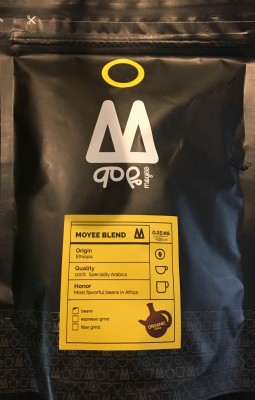 ሞዬ
moyee
MOYEE BLEND
0.25 KG
Origin
Ethiopia
Quality
100% Speciality Arabica
Honor
Most flavorful beans in Africa
beans
espresso grind
filter grind
ORGANIC